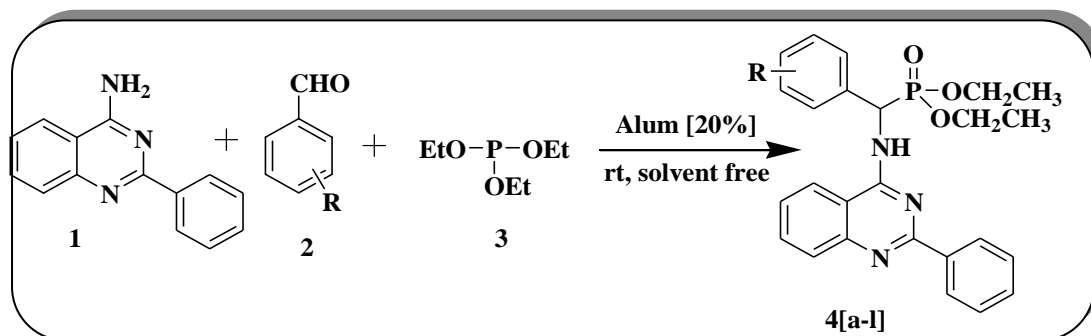 NH₂
N
N
1
+
CHO
R
2
+
EtO-P-OEt
OEt
3
Alum [20%]
rt, solvent free
R
O
P
OCH2CH3
OCH2CH3
NH
N
N
4[a-l]